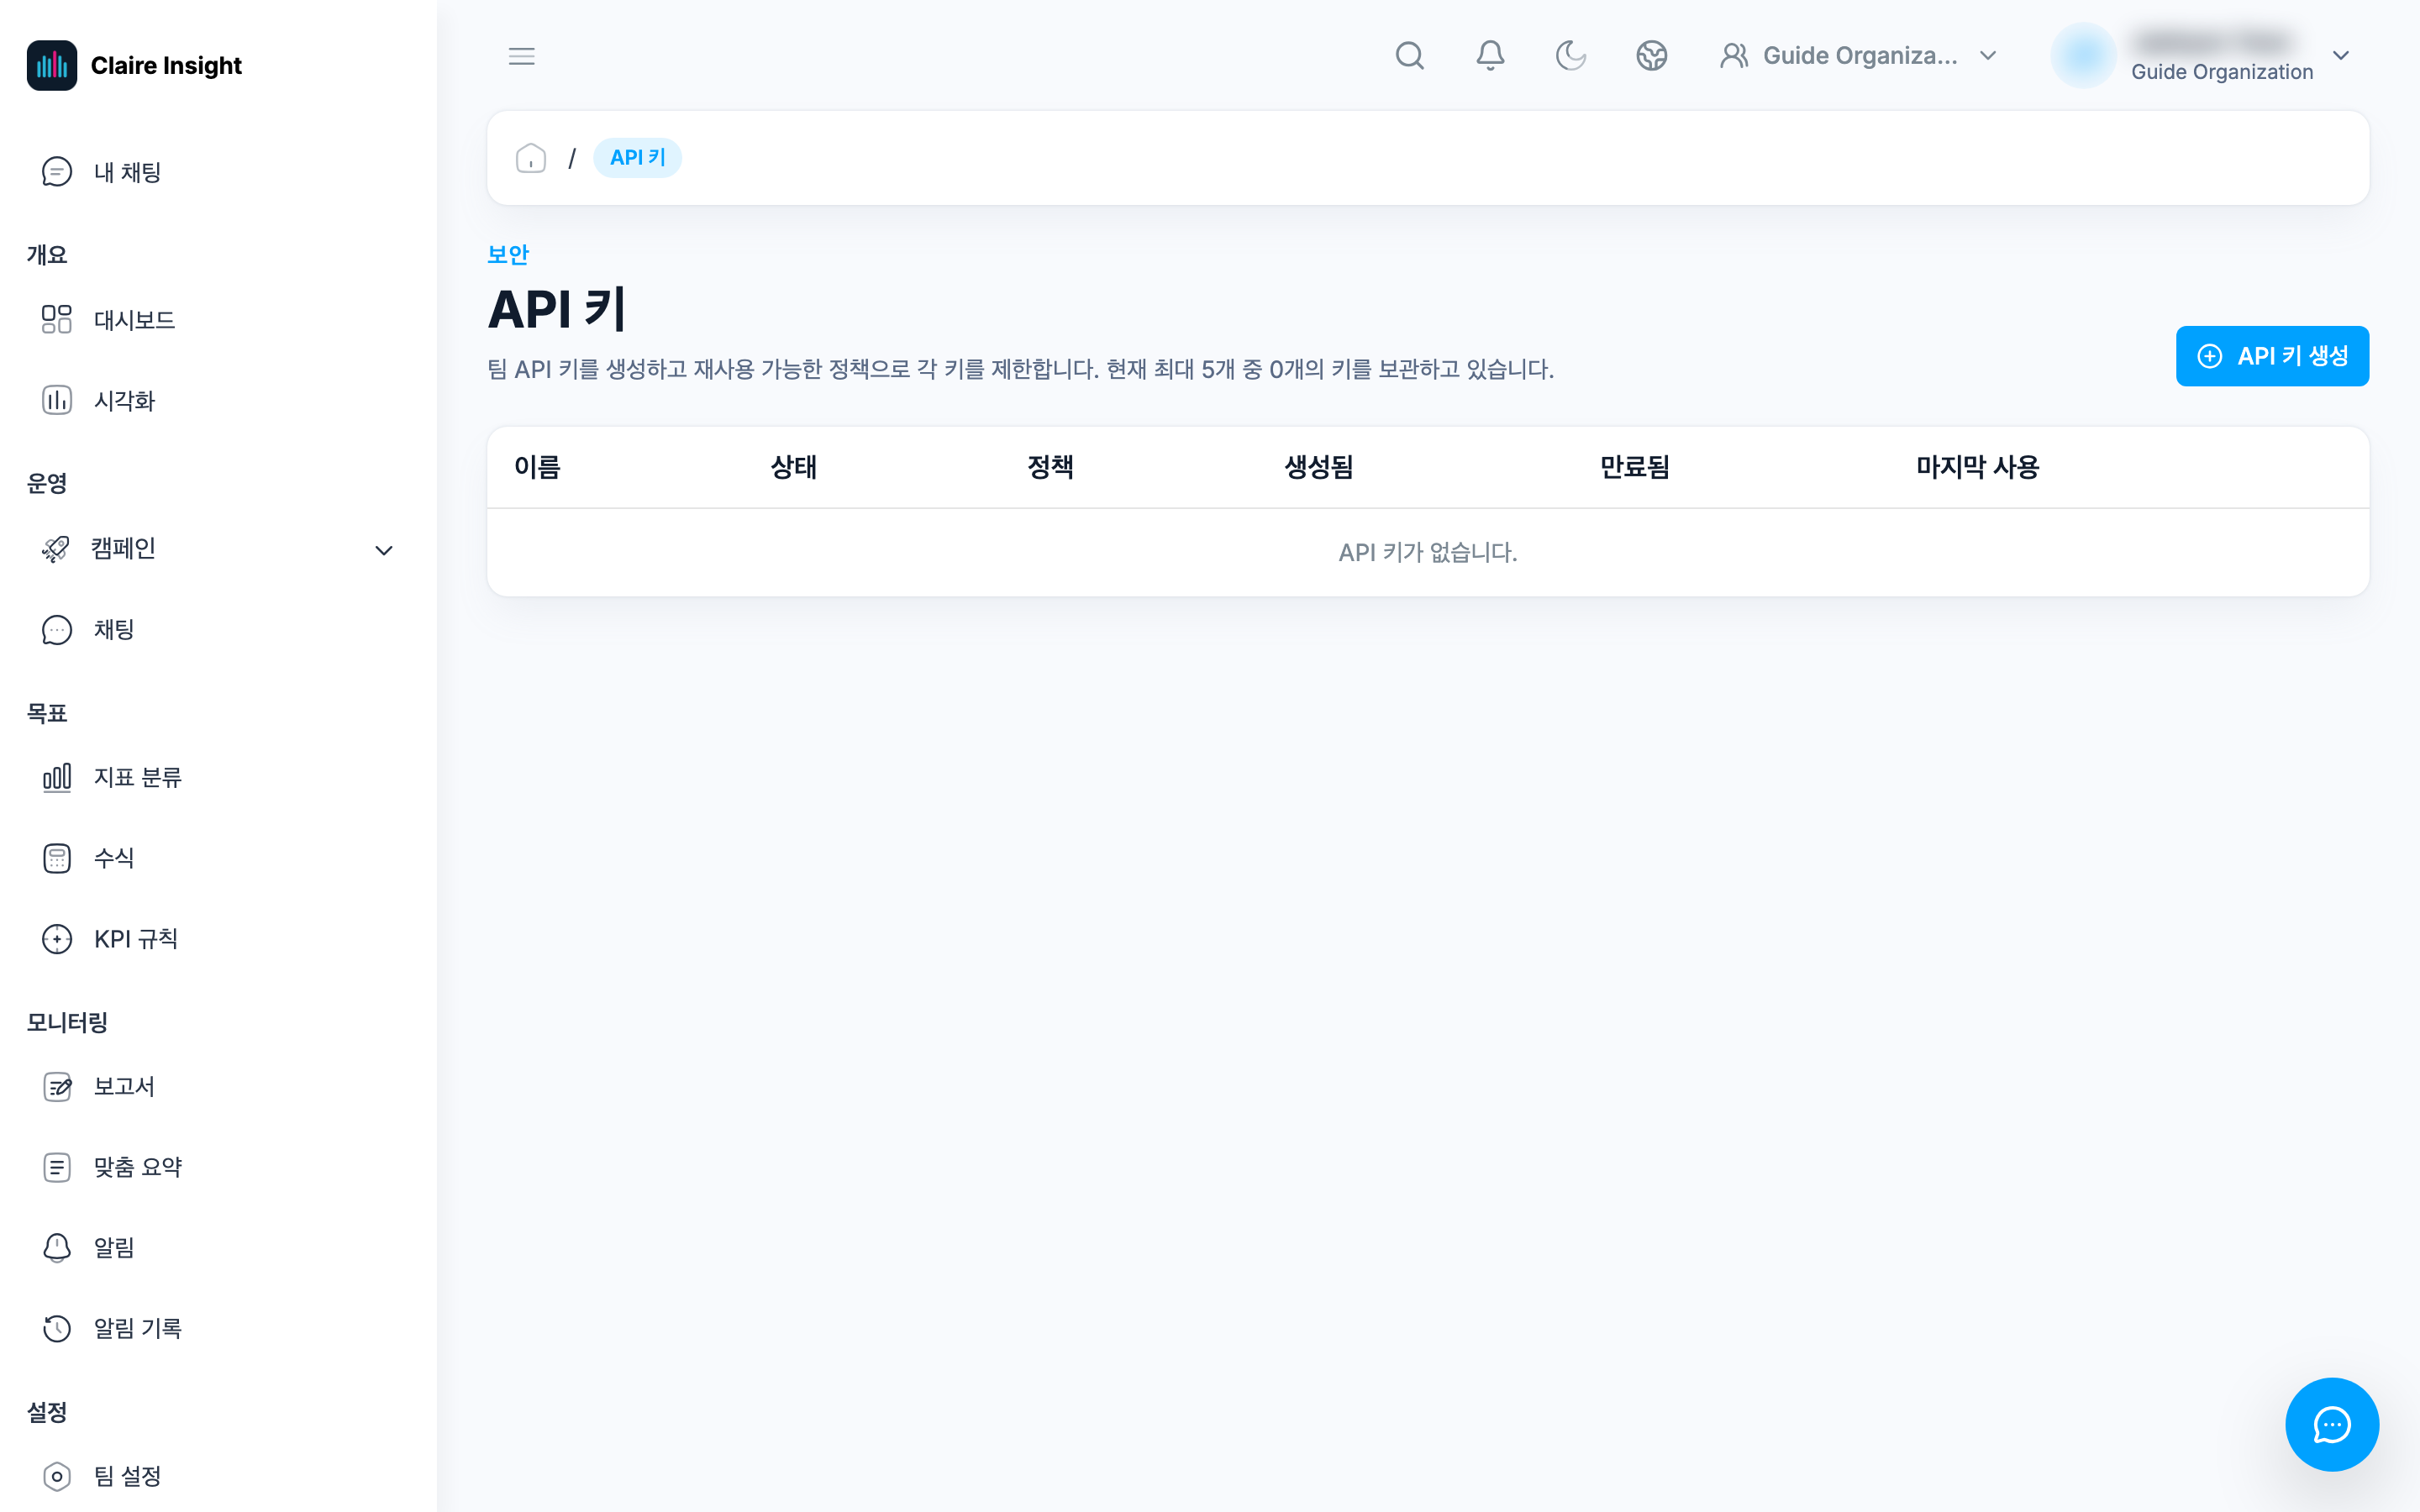 Claire Insight
내 채팅
개요
대시보드
시각화
운영
캠페인
채팅
목표
지표 분류
수식
KPI 규칙
모니터링
보고서
맞춤 요약
알림
알림 기록
설정
팀 설정
Guide Organiza...
Guide Organization
/ API 키
보안
API 키
팀 API 키를 생성하고 재사용 가능한 정책으로 각 키를 제한합니다. 현재 최대 5개 중 0개의 키를 보관하고 있습니다.
API 키 생성
이름 상태 정책 생성됨 만료됨 마지막 사용
API 키가 없습니다.